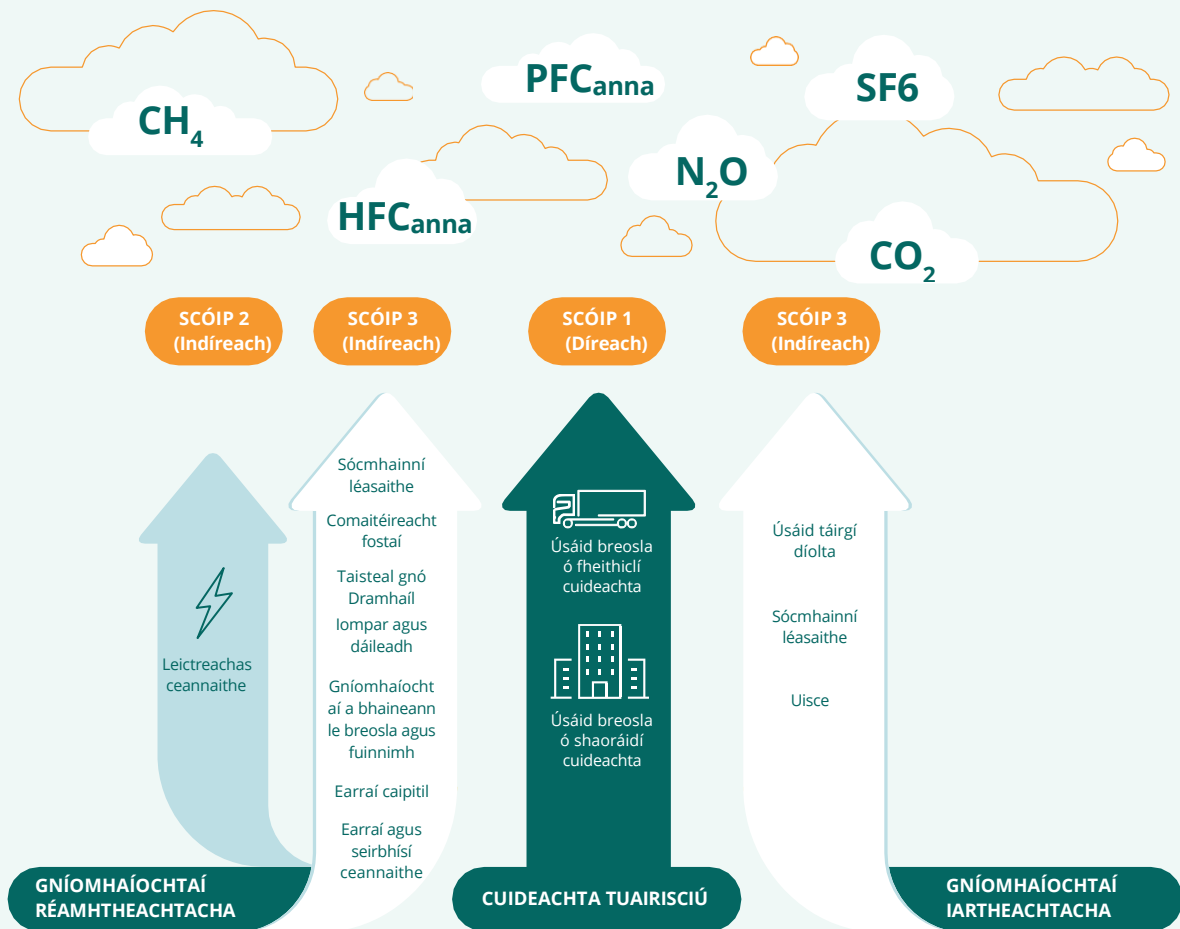 CH4
PFCanna
SF6
N2O
HFCanna
CO2
SCÓIP 2
(Indíreach)
SCÓIP 3
(Indíreach)
SCÓIP 1
(Díreach)
SCÓIP 3
(Indíreach)
Leictreachas
ceannaithe
Sócmhainní
léasaithe
Comaitéireacht
fostaí
Taisteal gnó
Dramhaíl
Iompar agus
dáileadh
Gníomhaíocht
aí a bhaineann
le breosla agus
fuinnimh
Earraí caipitil
Earraí agus
seirbhísí
ceannaithe
Úsáid breosla
ó fheithiclí
cuideachta
Úsáid breosla
ó shaoráidí
cuideachta
Úsáid táirgí
díolta
Sócmhainní
léasaithe
Uisce
GNÍOMHAÍOCHTAÍ
RÉAMHTHEACHTACHA
CUIDEACHTA TUAIRISCIÚ
GNÍOMHAÍOCHTAÍ
IARTHEACHTACHA